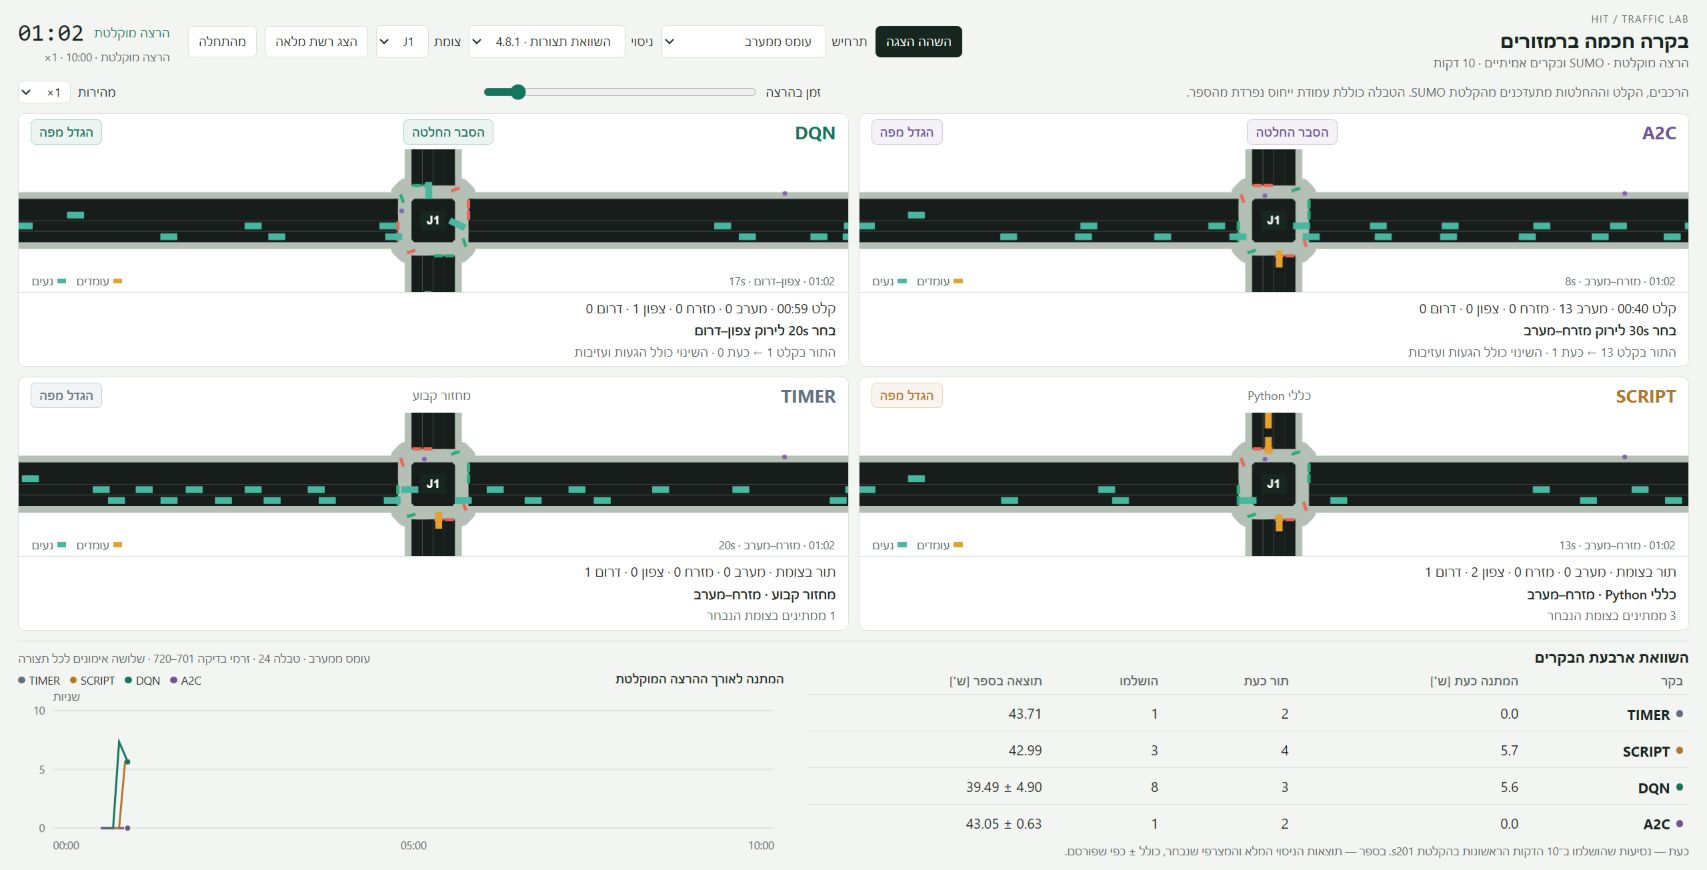 HIT / TRAFFIC LAB
בקרה חכמה ברמזורים
הרצה מוקלטת · SUMO ובקרים אמיתיים · 10 דקות
השהה הצגה
תרחיש
עומס ממערב
ניסוי
השוואת תצורות · 4.8.1
צומת
J1
הצג רשת מלאה
מהתחלה
הרצה מוקלטת
01:02
הרצה מוקלטת · 10:00 · 1×
הרכבים, הקלט וההחלטות מתעדכנים מהקלטת SUMO. הטבלה כוללת עמודת ייחוס נפרדת מהספר.
זמן בהרצה
מהירות
1×
A2C
הסבר החלטה
הגדל מפה
J1
01:02 · מזרח–מערב · 8s
עומדים
נעים
קלט 00:40 · מערב 13 · מזרח 0 · צפון 0 · דרום 0
בחר 30s לירוק מזרח–מערב
התור בקלט 13 ← כעת 1 · השינוי כולל הגעות ועזיבות
DQN
הסבר החלטה
הגדל מפה
J1
01:02 · צפון–דרום · 17s
עומדים
נעים
קלט 00:59 · מערב 0 · מזרח 0 · צפון 1 · דרום 0
בחר 20s לירוק צפון–דרום
התור בקלט 1 ← כעת 0 · השינוי כולל הגעות ועזיבות
SCRIPT
כללי Python
הגדל מפה
J1
01:02 · מזרח–מערב · 13s
עומדים
נעים
תור בצומת · מערב 0 · מזרח 0 · צפון 2 · דרום 1
כללי Python · מזרח–מערב
3 ממתינים בצומת הנבחר
TIMER
מחזור קבוע
הגדל מפה
J1
01:02 · מזרח–מערב · 20s
עומדים
נעים
תור בצומת · מערב 0 · מזרח 0 · צפון 0 · דרום 1
מחזור קבוע · מזרח–מערב
1 ממתינים בצומת הנבחר
השוואת ארבעת הבקרים
עומס ממערב · טבלה 24 · זרמי בדיקה 701–720 · שלושה אימונים לכל תצורה
בקר המתנה כעת [ש׳] תור כעת הושלמו תוצאה בספר [ש׳]
TIMER 0.0 2 1 43.71
SCRIPT 5.7 4 3 42.99
DQN 5.6 3 8 39.49 ± 4.90
A2C 0.0 2 1 43.05 ± 0.63
כעת — נסיעות שהושלמו ב־10 הדקות הראשונות בהקלטת s201. בספר — תוצאות הניסוי המלא והמצרפי שנבחר, כולל ± כפי שפורסם.
המתנה לאורך ההרצה המוקלטת
TIMER SCRIPT DQN A2C
שניות
10
5
0
00:00 05:00 10:00